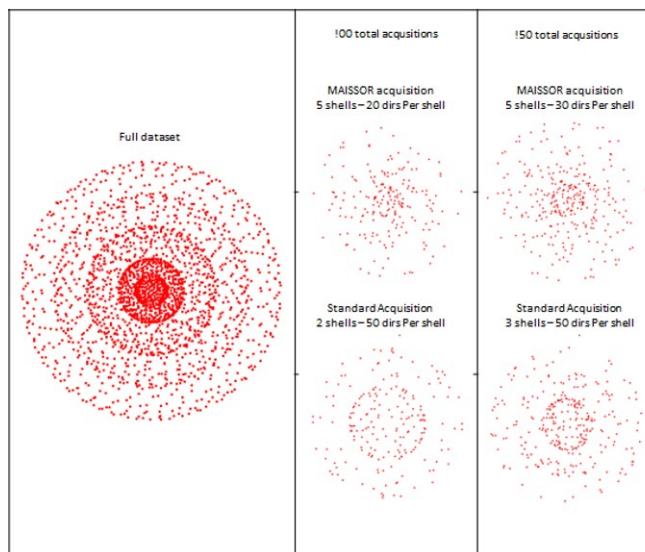 Full dataset
!00 total acqusitions
MAISSOR acquisition
5 shells – 20 dirs Per shell
Standard Acquisition
2 shells – 50 dirs Per shell
!50 total acqusitions
MAISSOR acquisition
5 shells – 30 dirs Per shell
Standard Acquisition
3 shells – 50 dirs Per shell